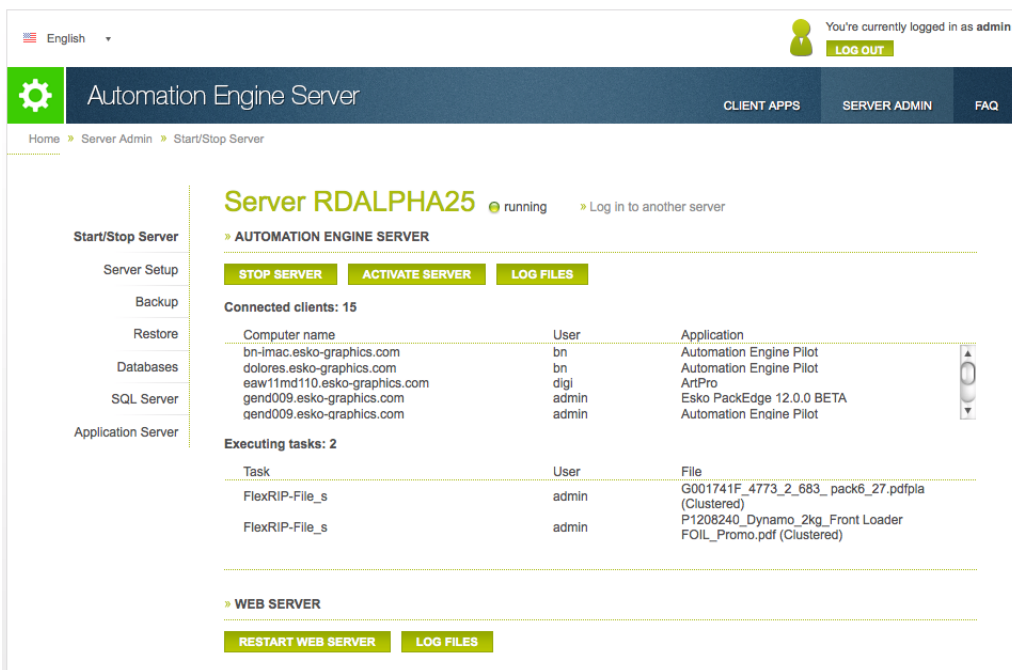 English
You're currently logged in as admin
LOG OUT
Automation Engine Server
CLIENT APPS SERVER ADMIN FAQ
Home » Server Admin » Start/Stop Server
Server RDALPHA25 running » Log in to another server
Start/Stop Server
Server Setup
Backup
Restore
Databases
SQL Server
Application Server
» AUTOMATION ENGINE SERVER
STOP SERVER ACTIVATE SERVER LOG FILES
Connected clients: 15
Computer name User Application
bn-imac.esko-graphics.com bn Automation Engine Pilot
dolores.esko-graphics.com bn Automation Engine Pilot
eaw11md110.esko-graphics.com digi ArtPro
gend009.esko-graphics.com admin Esko PackEdge 12.0.0 BETA
gend009.esko-graphics.com admin Automation Engine Pilot
Executing tasks: 2
Task User File
FlexRIP-File_s admin G001741F_4773_2_683_ pack6_27.pdfpla
(Clustered)
FlexRIP-File_s admin P1208240_Dynamo_2kg_Front Loader
FOIL_Promo.pdf (Clustered)
» WEB SERVER
RESTART WEB SERVER LOG FILES